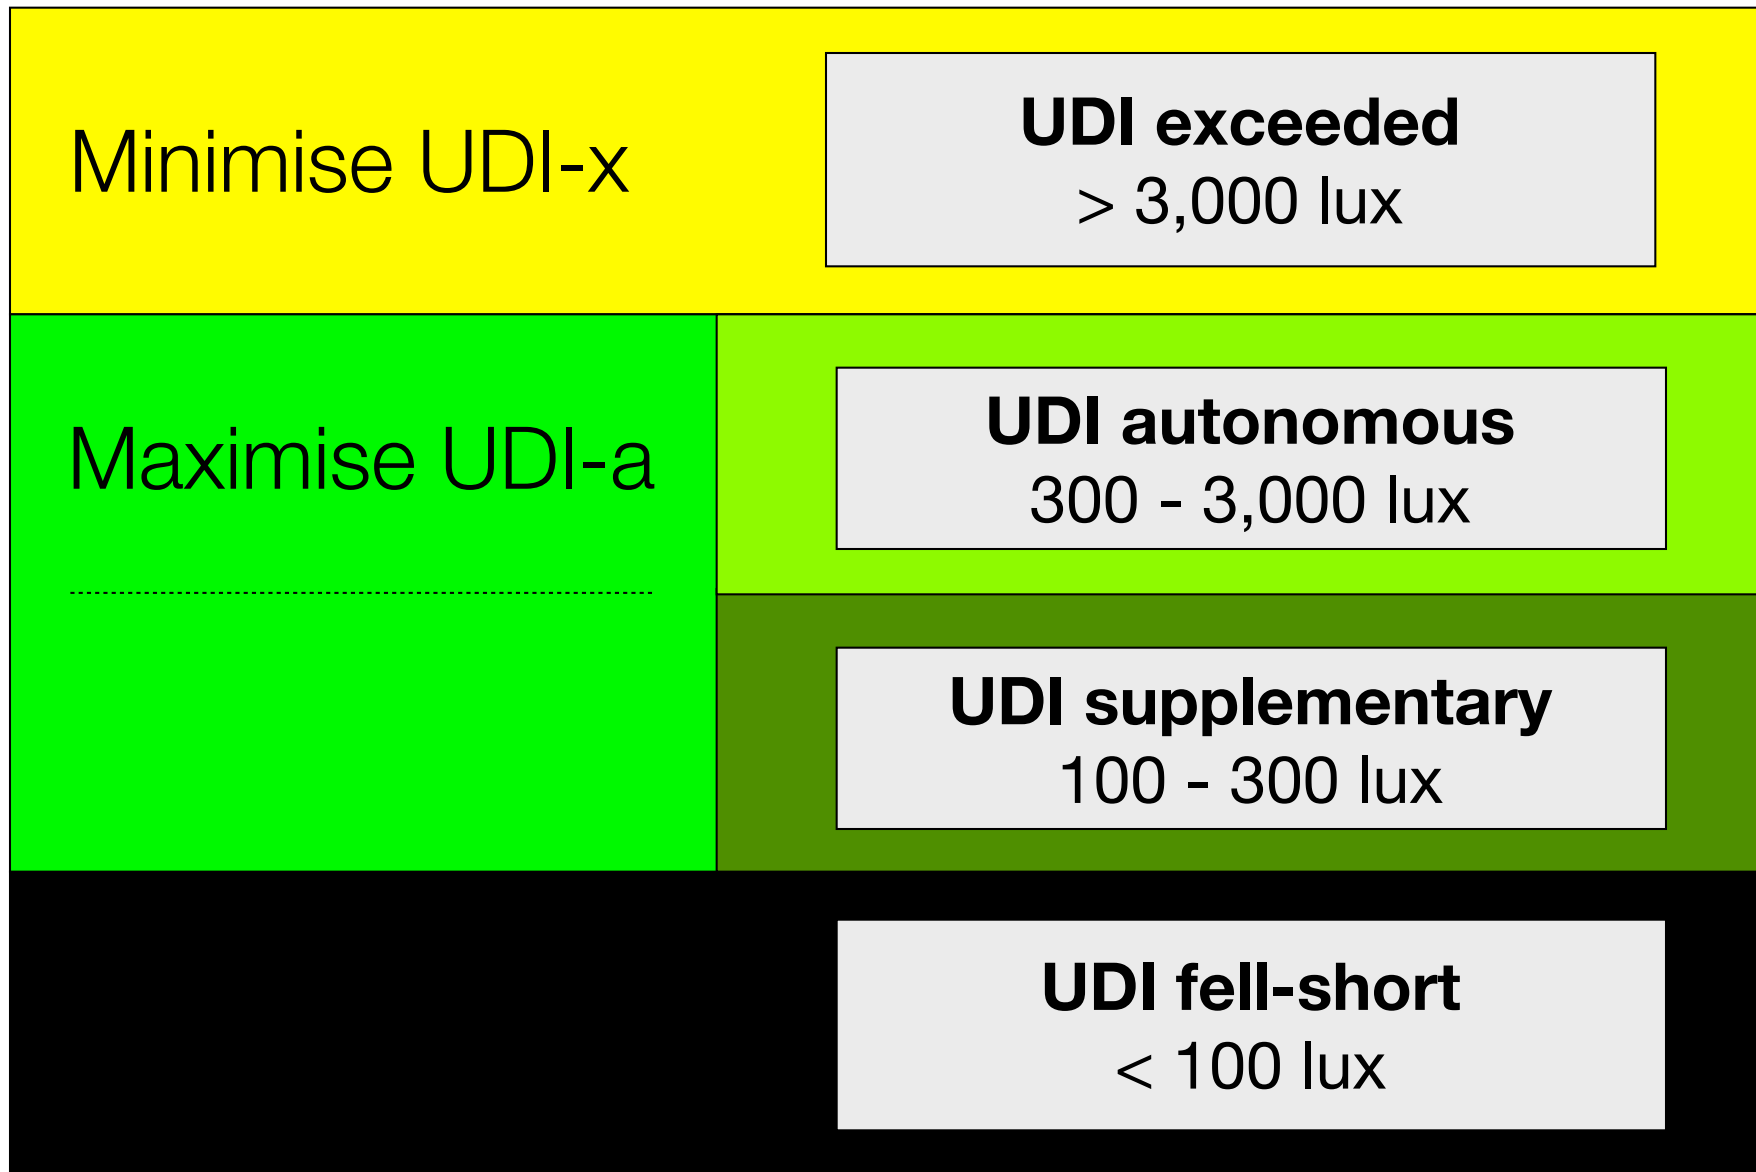 Minimise UDI-x
UDI exceeded
> 3,000 lux
Maximise UDI-a
UDI autonomous
300 - 3,000 lux
UDI supplementary
100 - 300 lux
UDI fell-short
< 100 lux